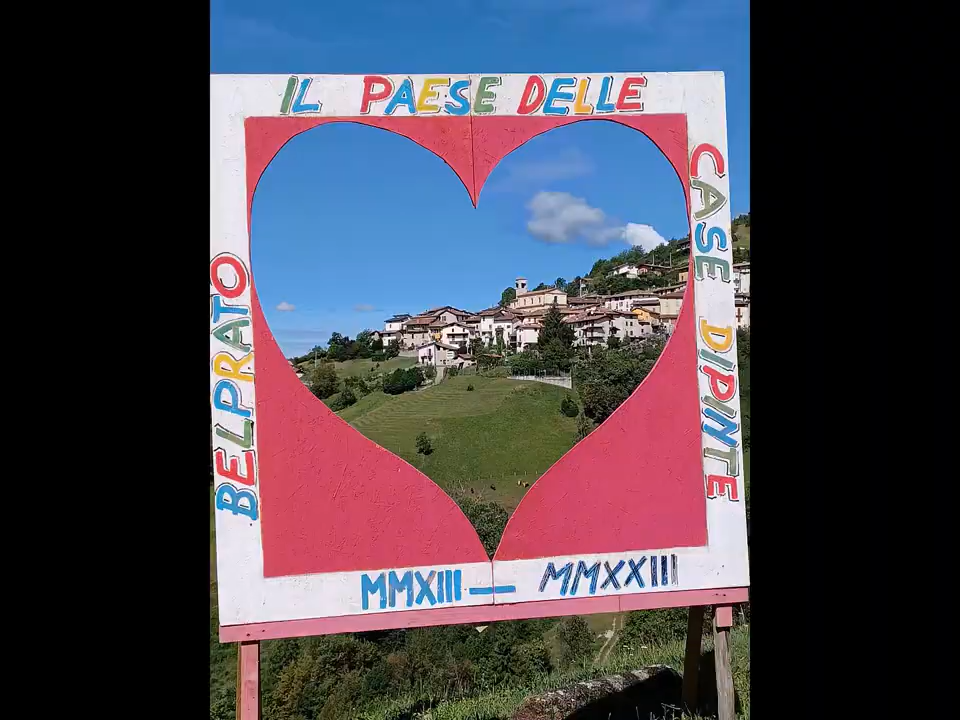 BELPRATO
IL PAESE DELLE
CASE DIPINTE
MMXIII — MMXXIII